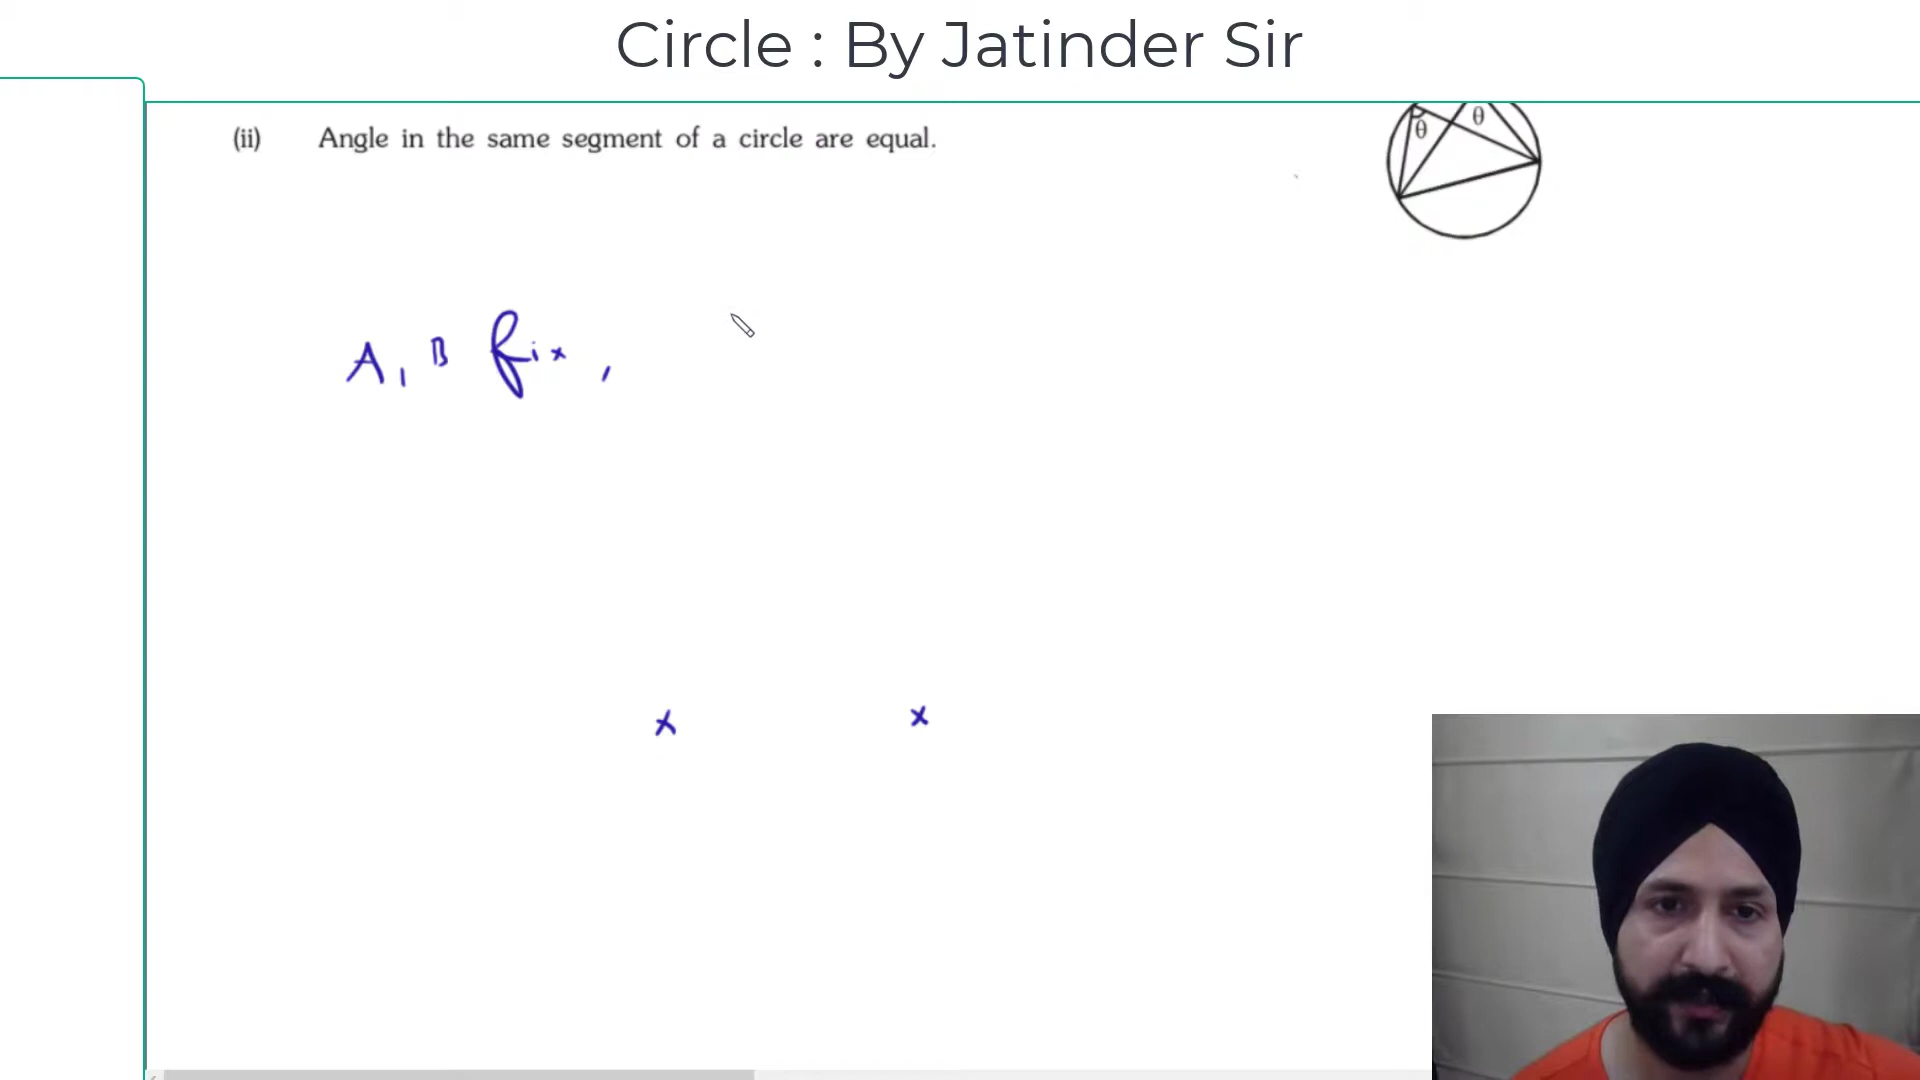 Circle : By Jatinder Sir
(ii) Angle in the same segment of a circle are equal.
θ θ
A, B fix,
x x